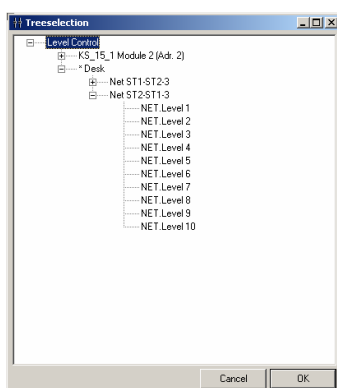 Treeselection
Level Control
KS_15_1 Module 2 (Adr. 2)
* Desk
Net ST1-ST2-3
Net ST2-ST1-3
NET.Level 1
NET.Level 2
NET.Level 3
NET.Level 4
NET.Level 5
NET.Level 6
NET.Level 7
NET.Level 8
NET.Level 9
NET.Level 10
Cancel OK